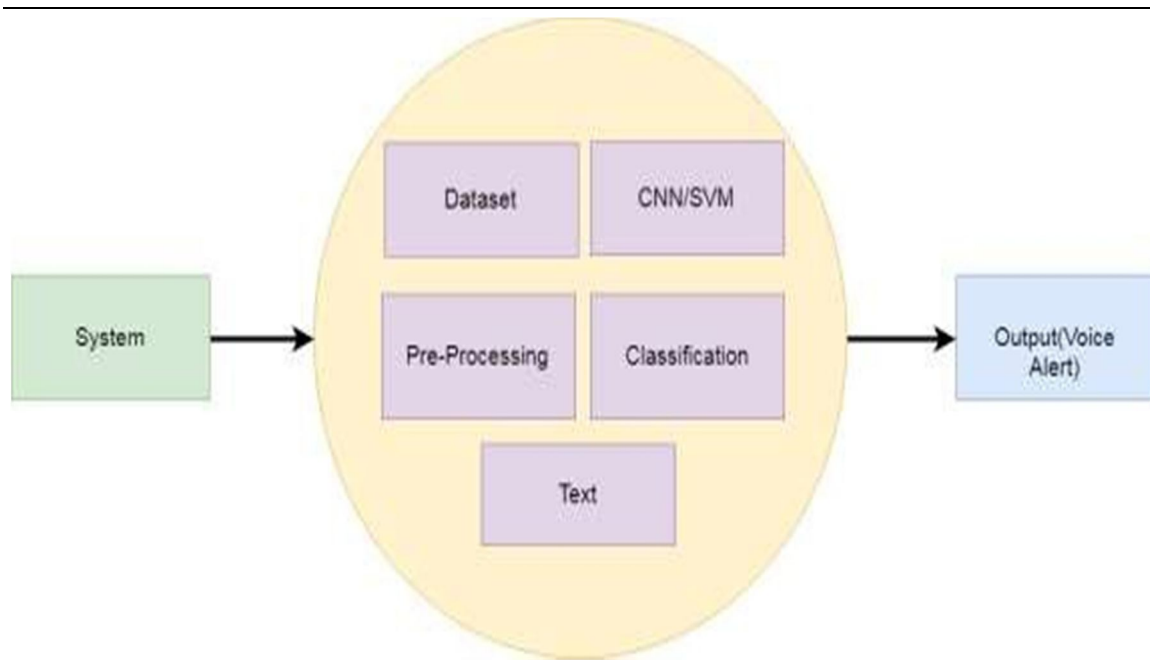 Dataset
CNN/SVM
System
Pre-Processing
Classification
Output(Voice
Alert)
Text